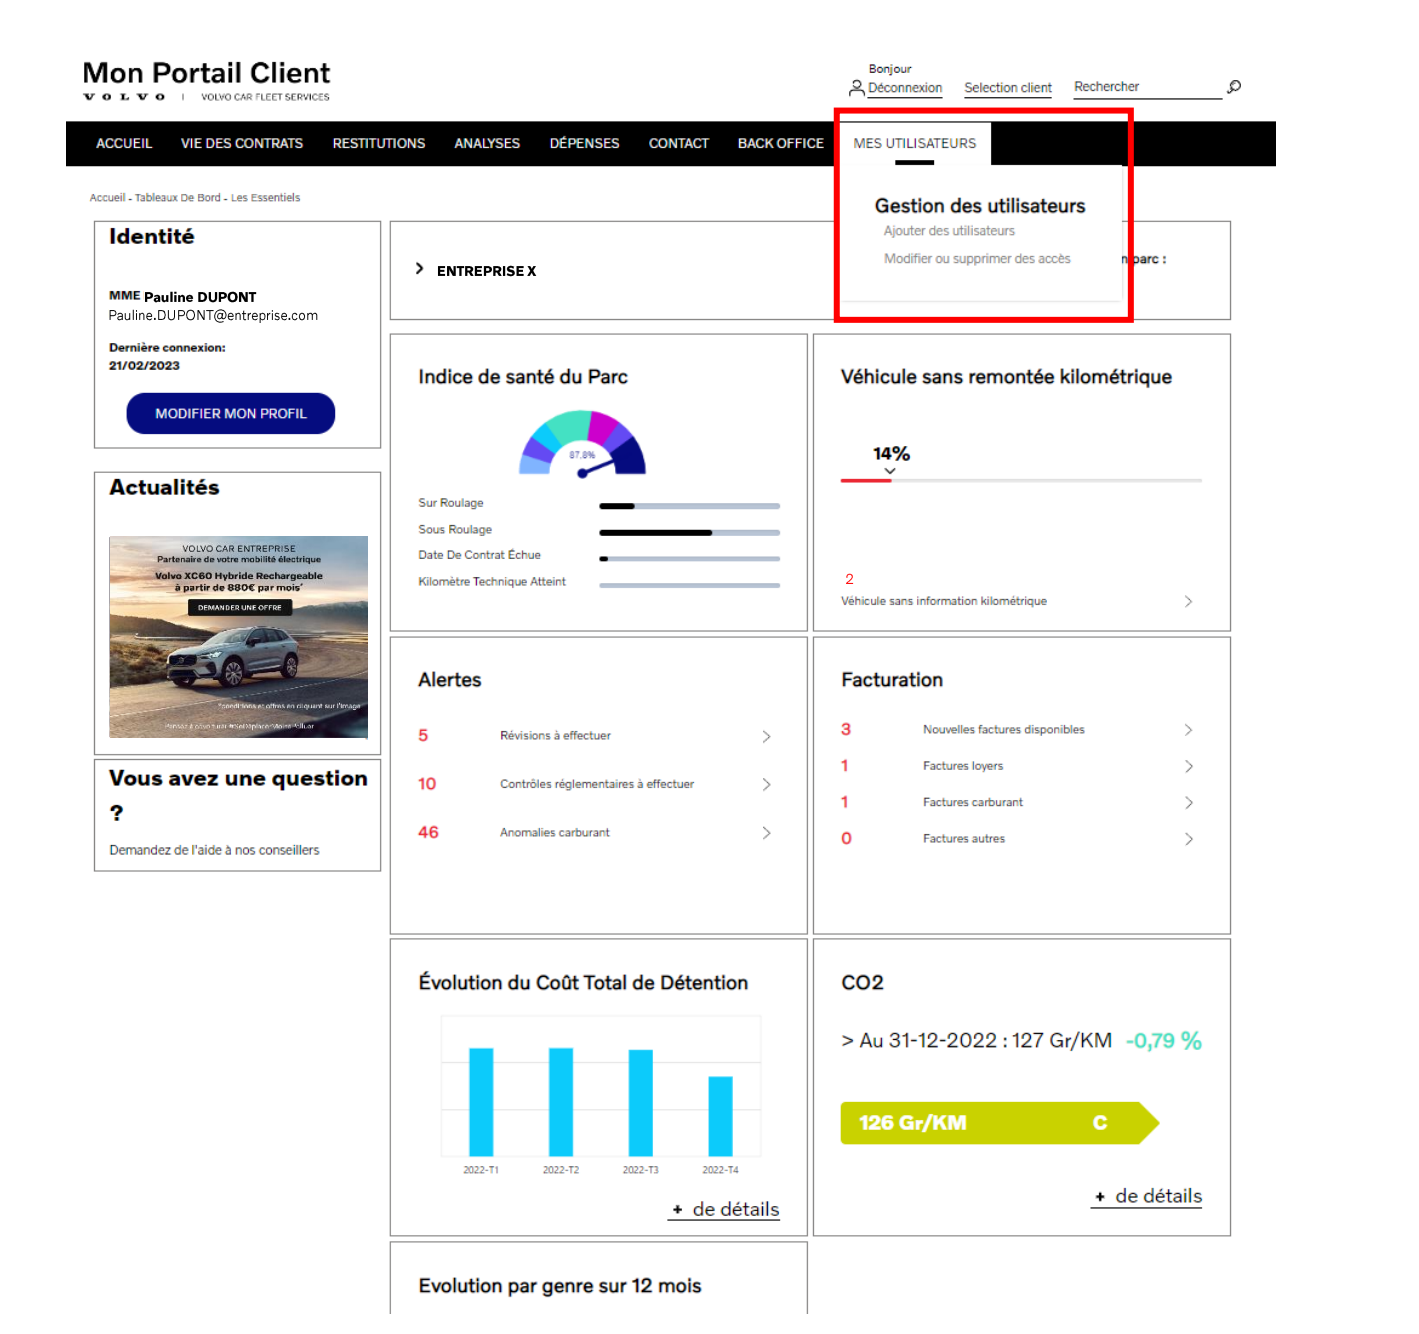 Mon Portail Client
VOLVO | VOLVO CAR FLEET SERVICES
Bonjour
Déconnexion Selection client Rechercher
ACCUEIL VIE DES CONTRATS RESTITUTIONS ANALYSES DÉPENSES CONTACT BACK OFFICE MES UTILISATEURS
Gestion des utilisateurs
Ajouter des utilisateurs
Modifier ou supprimer des accès
Accueil - Tableaux De Bord - Les Essentiels
Identité
MME Pauline DUPONT
Pauline.DUPONT@entreprise.com
Dernière connexion:
21/02/2023
MODIFIER MON PROFIL
Actualités
VOLVO CAR ENTREPRISE
Partenaire de votre mobilité électrique
Volvo XC60 Hybride Rechargeable
à partir de 880€ par mois*
DEMANDER UNE OFFRE
*conditions et offres en cliquant sur l'image
Vous avez une question
?
Demandez de l'aide à nos conseillers
> ENTREPRISE X
parc :
Indice de santé du Parc
87,8%
Sur Roulage
Sous Roulage
Date De Contrat Échue
Kilomètre Technique Atteint
Véhicule sans remontée kilométrique
14%
2
Véhicule sans information kilométrique
Alertes
5 Révisions à effectuer
10 Contrôles réglementaires à effectuer
46 Anomalies carburant
Facturation
3 Nouvelles factures disponibles
1 Factures loyers
1 Factures carburant
0 Factures autres
Évolution du Coût Total de Détention
2022-T1 2022-T2 2022-T3 2022-T4
+ de détails
CO2
> Au 31-12-2022 : 127 Gr/KM -0,79 %
126 Gr/KM C
+ de détails
Evolution par genre sur 12 mois